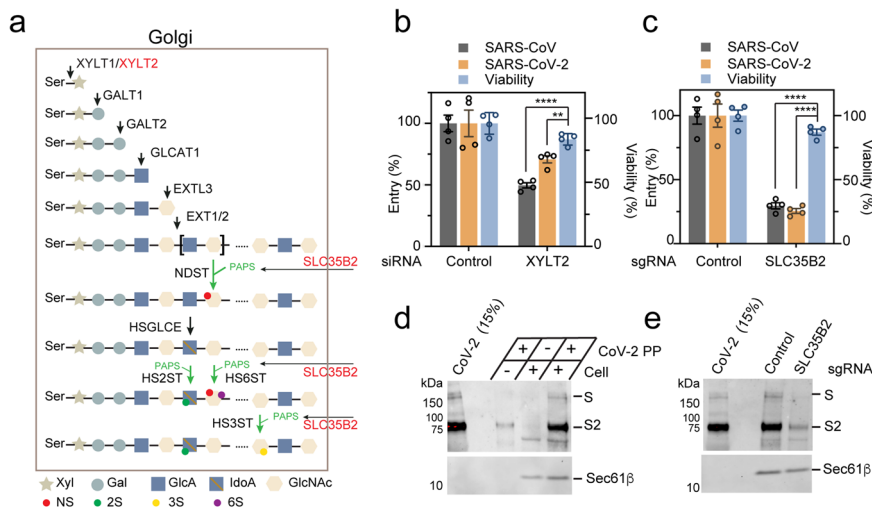 a
Golgi
XYLT1/XYLT2
Ser
GALT1
Ser
GALT2
Ser
GLCAT1
Ser
EXTL3
Ser
EXT1/2
Ser [ ] .....
NDST PAPS SLC35B2
Ser .....
HSGLCE
Ser .....
PAPS PAPS SLC35B2
HS2ST HS6ST
Ser .....
HS3ST PAPS SLC35B2
Ser .....
Xyl Gal GlcA IdoA GlcNAc
NS 2S 3S 6S
b
SARS-CoV
SARS-CoV-2
Viability
****
**
Entry (%)
100
75
50
25
0
Viability (%)
100
50
0
siRNA Control XYLT2
c
SARS-CoV
SARS-CoV-2
Viability
****
****
Entry (%)
100
75
50
25
0
Viability (%)
100
50
0
sgRNA Control SLC35B2
d
CoV-2 (15%)
+ - + CoV-2 PP
- + + Cell
kDa
150
100
75
S
S2
10
Sec61β
e
CoV-2 (15%)
Control
SLC35B2
sgRNA
kDa
150
100
75
S
S2
10
Sec61β